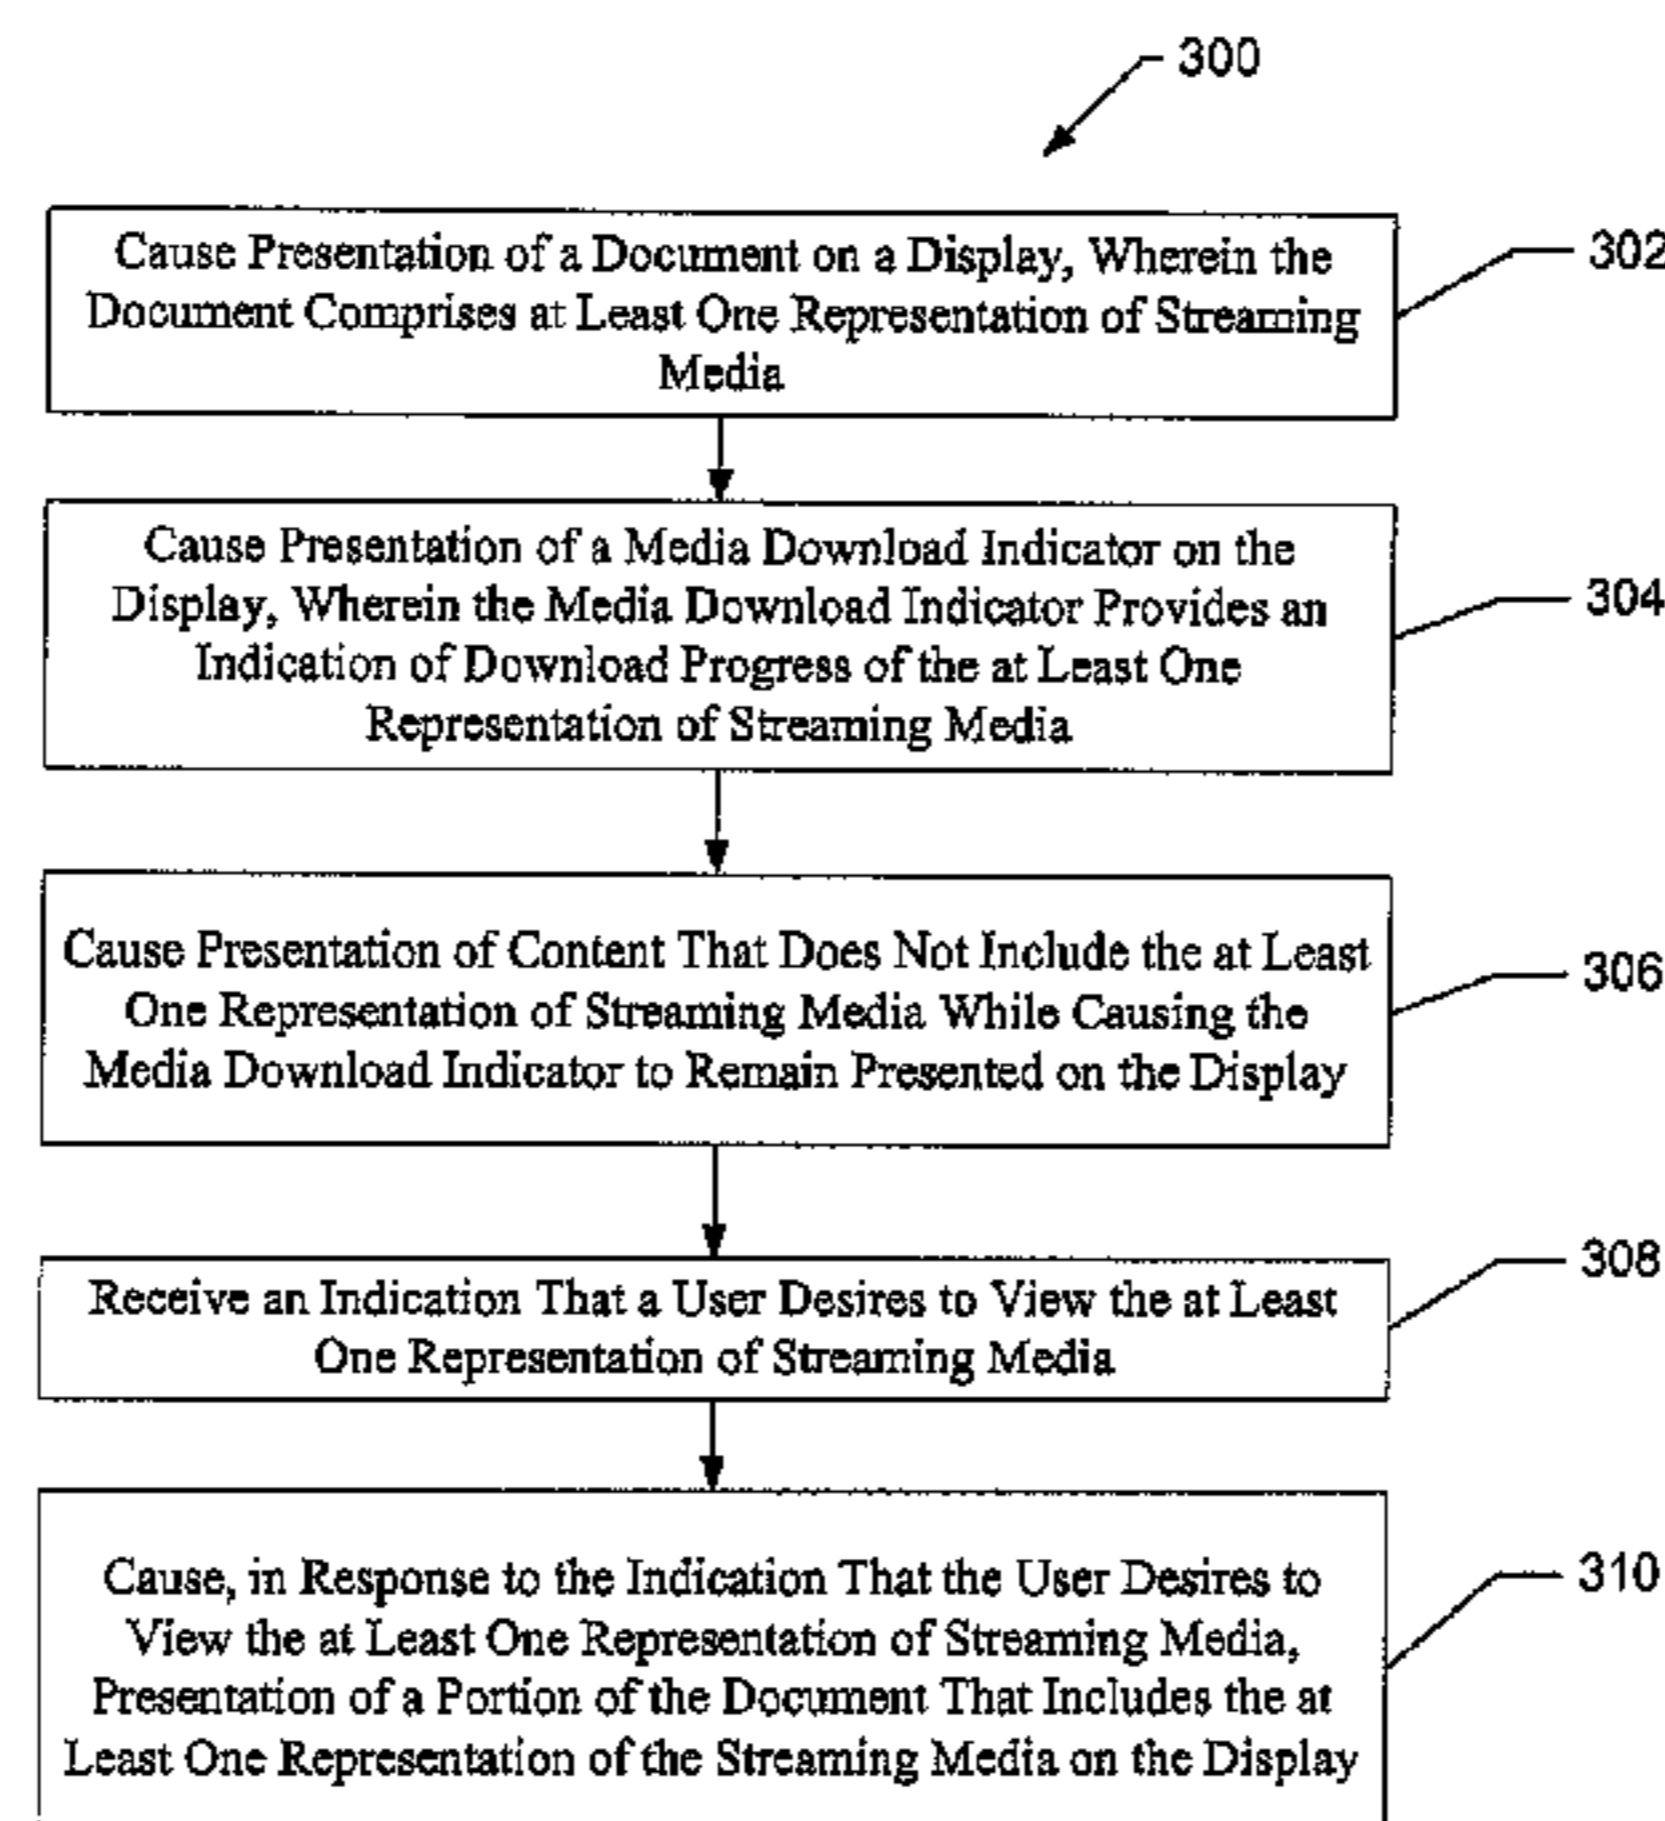 300
Cause Presentation of a Document on a Display, Wherein the
Document Comprises at Least One Representation of Streaming
Media
302
Cause Presentation of a Media Download Indicator on the
Display, Wherein the Media Download Indicator Provides an
Indication of Download Progress of the at Least One
Representation of Streaming Media
304
Cause Presentation of Content That Does Not Include the at Least
One Representation of Streaming Media While Causing the
Media Download Indicator to Remain Presented on the Display
306
Receive an Indication That a User Desires to View the at Least
One Representation of Streaming Media
308
Cause, in Response to the Indication That the User Desires to
View the at Least One Representation of Streaming Media,
Presentation of a Portion of the Document That Includes the at
Least One Representation of the Streaming Media on the Display
310